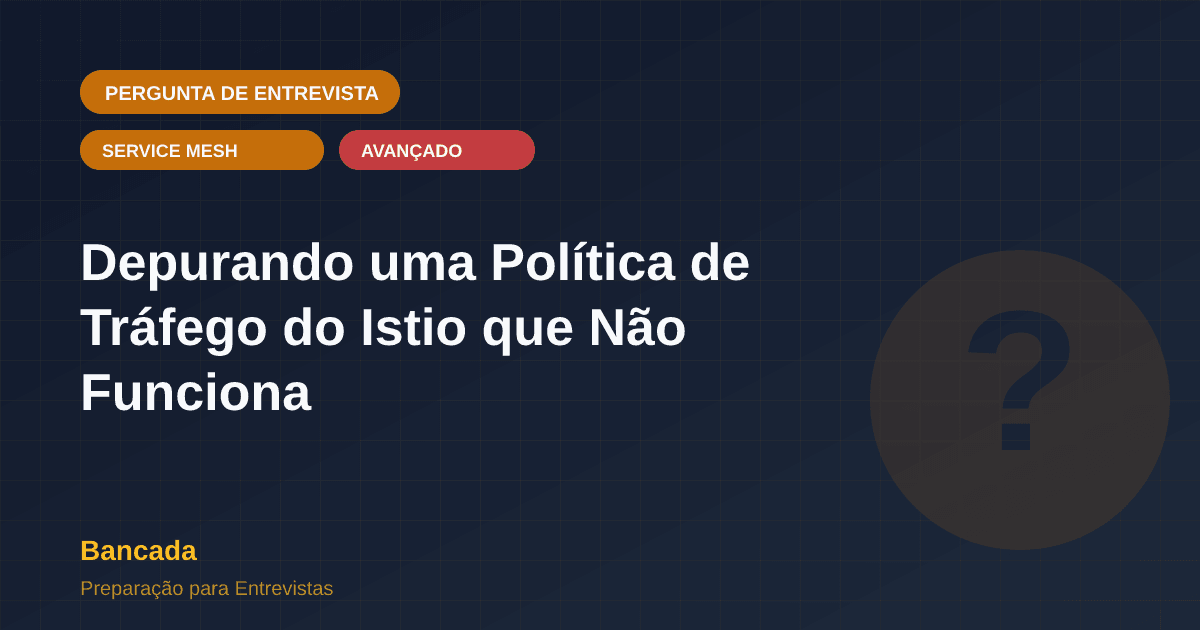 PERGUNTA DE ENTREVISTA
SERVICE MESH
AVANÇADO
Depurando uma Política de
Tráfego do Istio que Não
Funciona
?
Bancada
Preparação para Entrevistas